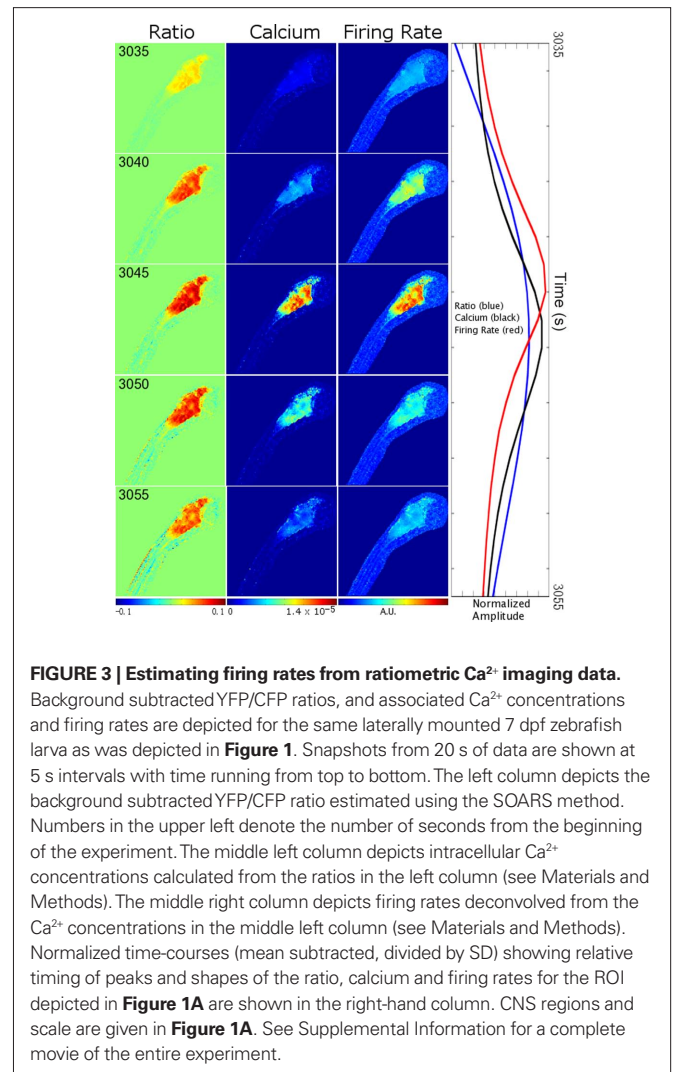 Ratio Calcium Firing Rate
3035
3040
3045
3050
3055
3035
Time (s)
Ratio (blue)
Calcium (black)
Firing Rate (red)
3055
-0.1 0.1 0 1.4 x 10⁻⁵ A.U.
Normalized
Amplitude
FIGURE 3 | Estimating firing rates from ratiometric Ca²⁺ imaging data.
Background subtracted YFP/CFP ratios, and associated Ca²⁺ concentrations
and firing rates are depicted for the same laterally mounted 7 dpf zebrafish
larva as was depicted in Figure 1. Snapshots from 20 s of data are shown at
5 s intervals with time running from top to bottom. The left column depicts the
background subtracted YFP/CFP ratio estimated using the SOARS method.
Numbers in the upper left denote the number of seconds from the beginning
of the experiment. The middle left column depicts intracellular Ca²⁺
concentrations calculated from the ratios in the left column (see Materials and
Methods). The middle right column depicts firing rates deconvolved from the
Ca²⁺ concentrations in the middle left column (see Materials and Methods).
Normalized time-courses (mean subtracted, divided by SD) showing relative
timing of peaks and shapes of the ratio, calcium and firing rates for the ROI
depicted in Figure 1A are shown in the right-hand column. CNS regions and
scale are given in Figure 1A. See Supplemental Information for a complete
movie of the entire experiment.